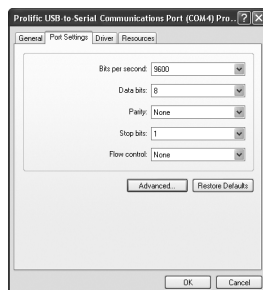 Prolific USB-to-Serial Communications Port (COM4) Pro..
General Port Settings Driver Resources
Bits per second: 9600
Data bits: 8
Parity: None
Stop bits: 1
Flow control: None
Advanced... Restore Defaults
OK Cancel